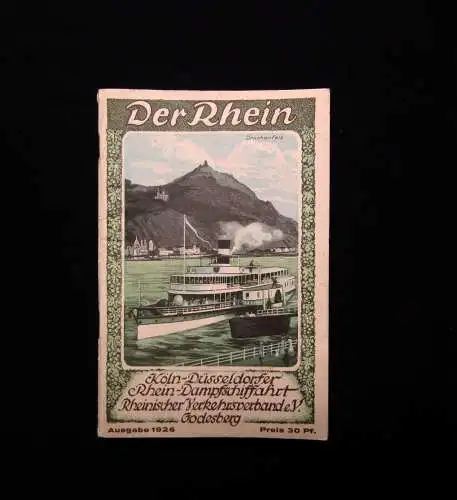 Der Rhein
Drachenfels
Köln-Düsseldorfer
Rhein-Dampfschiffahrt
Rheinischer Verkehrsverband e.V.
Godesberg
Ausgabe 1926 Preis 30 Pf.